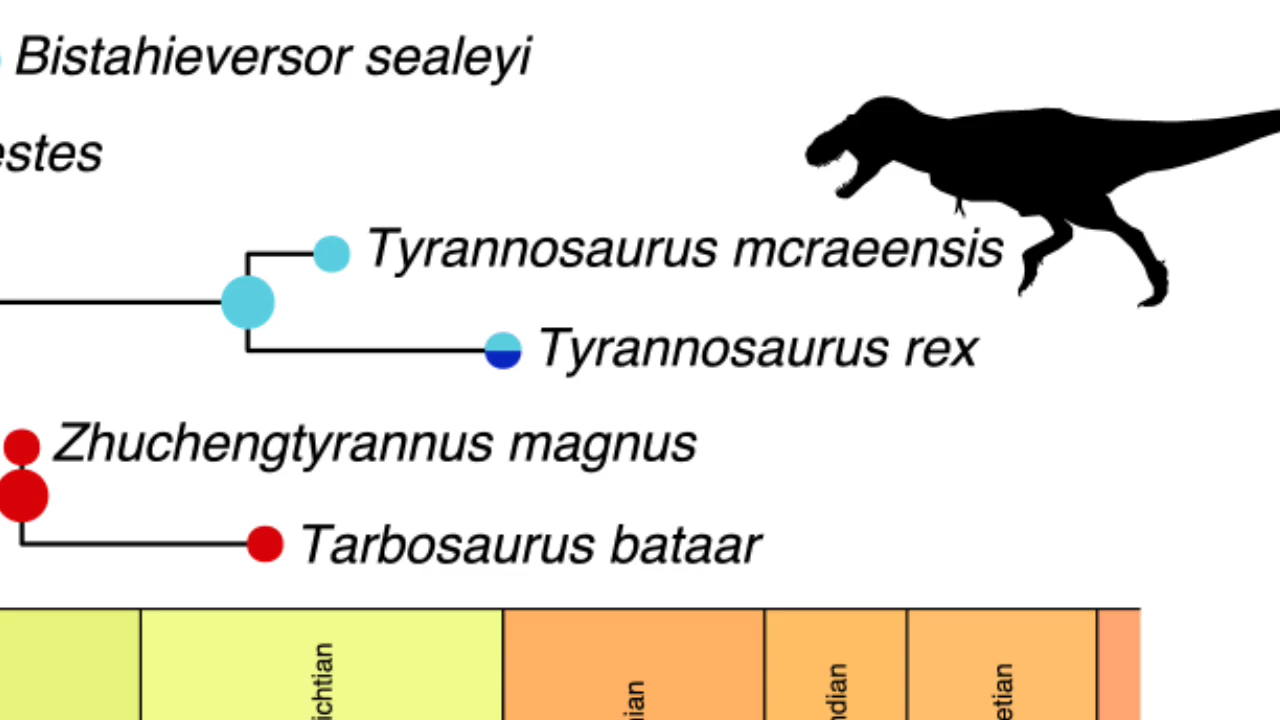 Bistahieversor sealeyi
estes
Tyrannosaurus mcraeensis
Tyrannosaurus rex
Zhuchengtyrannus magnus
Tarbosaurus bataar
ichtian
ian
ndian
etian